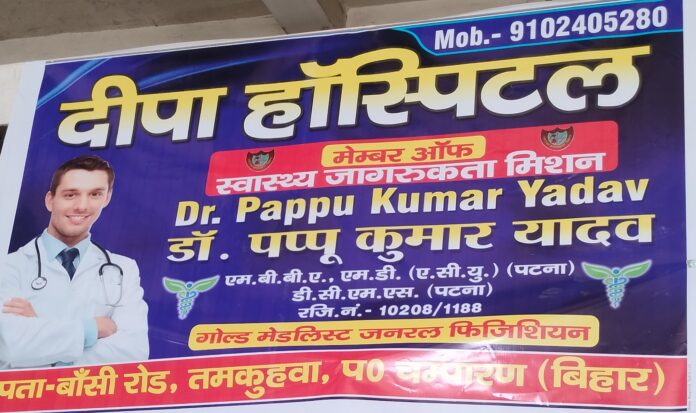 Mob.- 9102405280
दीपा हॉस्पिटल
मेम्बर ऑफ
स्वास्थ्य जागरुकता मिशन
Dr. Pappu Kumar Yadav
डॉ. पप्पू कुमार यादव
एम.बी.बी.ए., एम.डी. (ए.सी.यु.) (पटना)
डी.सी.एम.एस. (पटना)
रजि.नं.- 10208/1188
गोल्ड मेडलिस्ट जनरल फिजिशियन
पता-बाँसी रोड, तमकुहवा, प0 चम्पारण (बिहार)